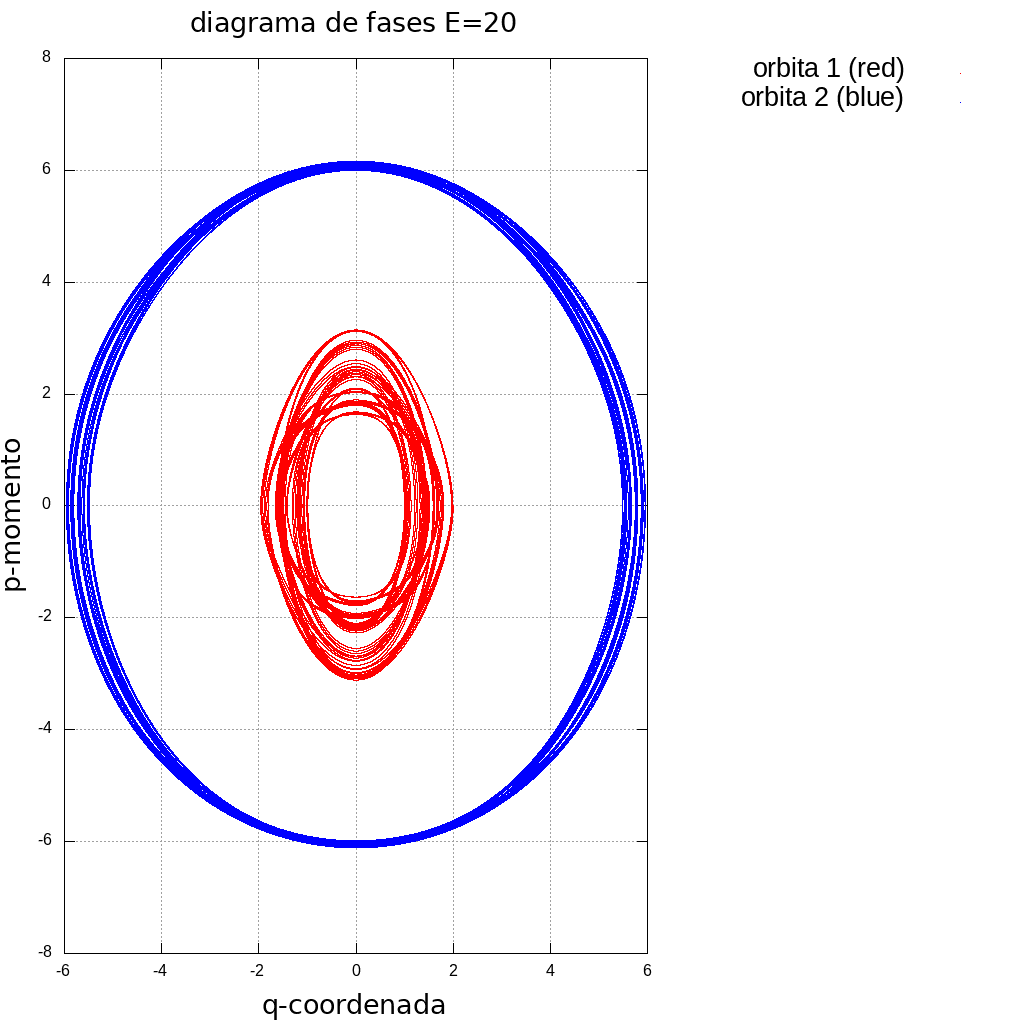 diagrama de fases E=20
orbita 1 (red)
orbita 2 (blue)
8
6
4
2
0
-2
-4
-6
-8
p-momento
-6 -4 -2 0 2 4 6
q-coordenada